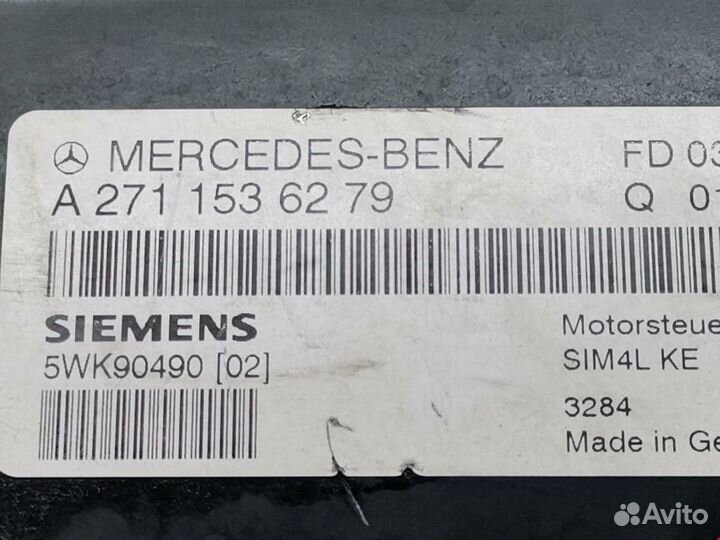 MERCEDES-BENZ
A 271 153 62 79
FD 03
Q 01
SIEMENS
5WK90490 [02]
Motorsteue
SIM4L KE
3284
Made in Ge
Avito